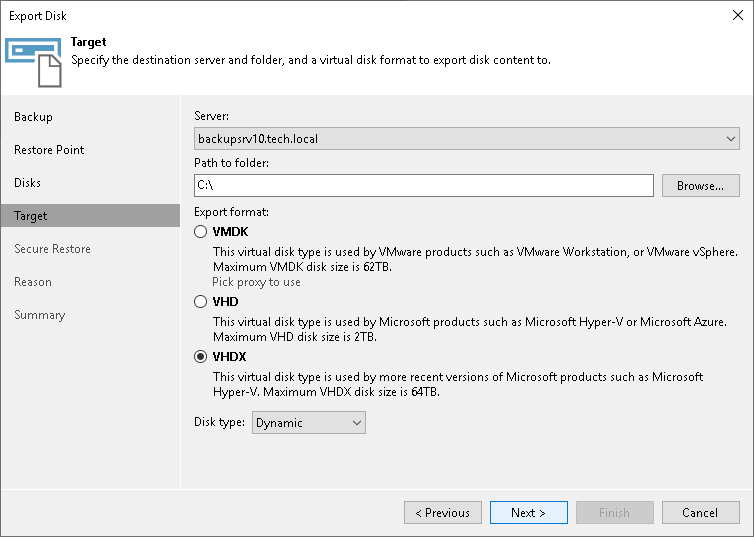 Export Disk
Target
Specify the destination server and folder, and a virtual disk format to export disk content to.
Backup
Restore Point
Disks
Target
Secure Restore
Reason
Summary
Server:
backupsrv10.tech.local
Path to folder:
C:\
Browse...
Export format:
VMDK
This virtual disk type is used by VMware products such as VMware Workstation, or VMware vSphere.
Maximum VMDK disk size is 62TB.
Pick proxy to use
VHD
This virtual disk type is used by Microsoft products such as Microsoft Hyper-V or Microsoft Azure.
Maximum VHD disk size is 2TB.
VHDX
This virtual disk type is used by more recent versions of Microsoft products such as Microsoft
Hyper-V. Maximum VHDX disk size is 64TB.
Disk type: Dynamic
< Previous
Next >
Finish
Cancel